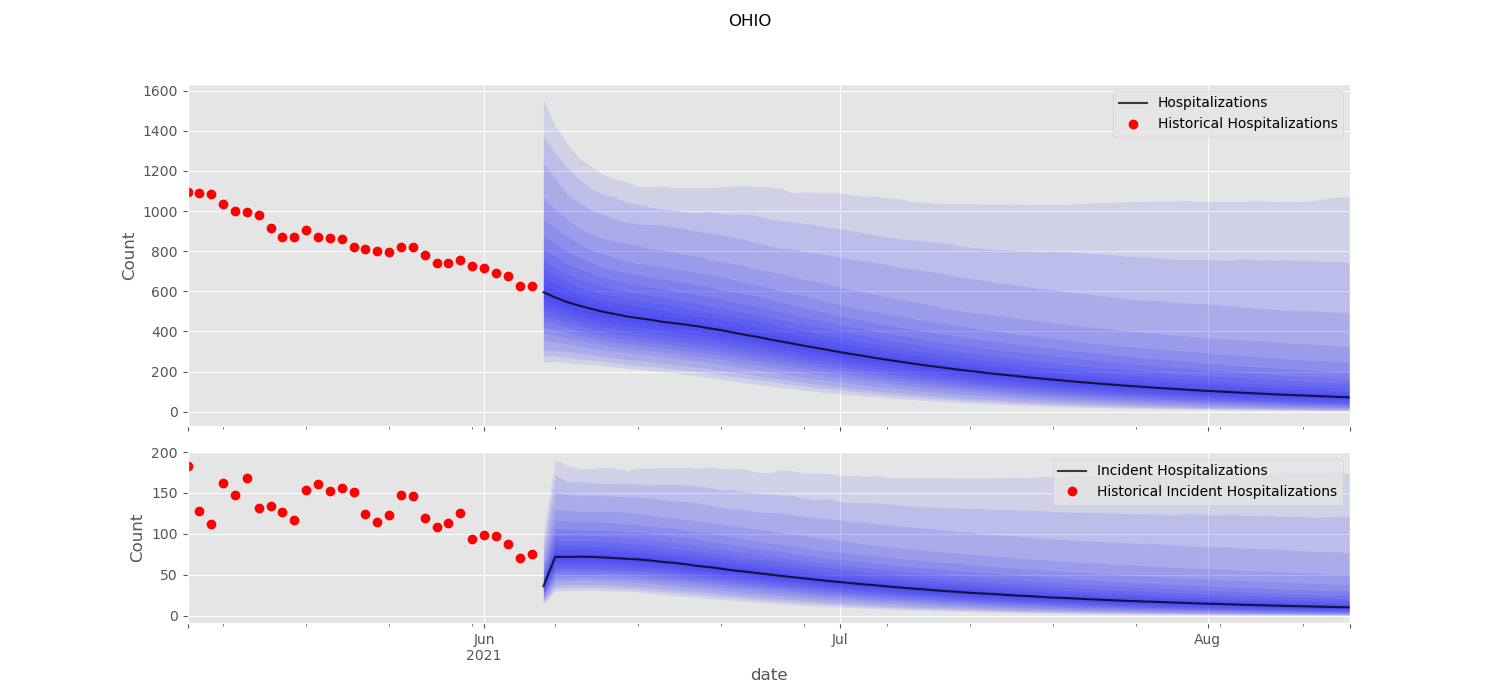 OHIO
1600
1400
1200
1000
800
600
400
200
0
Count
Hospitalizations
Historical Hospitalizations
200
150
100
50
0
Count
Incident Hospitalizations
Historical Incident Hospitalizations
Jun
2021
Jul
Aug
date